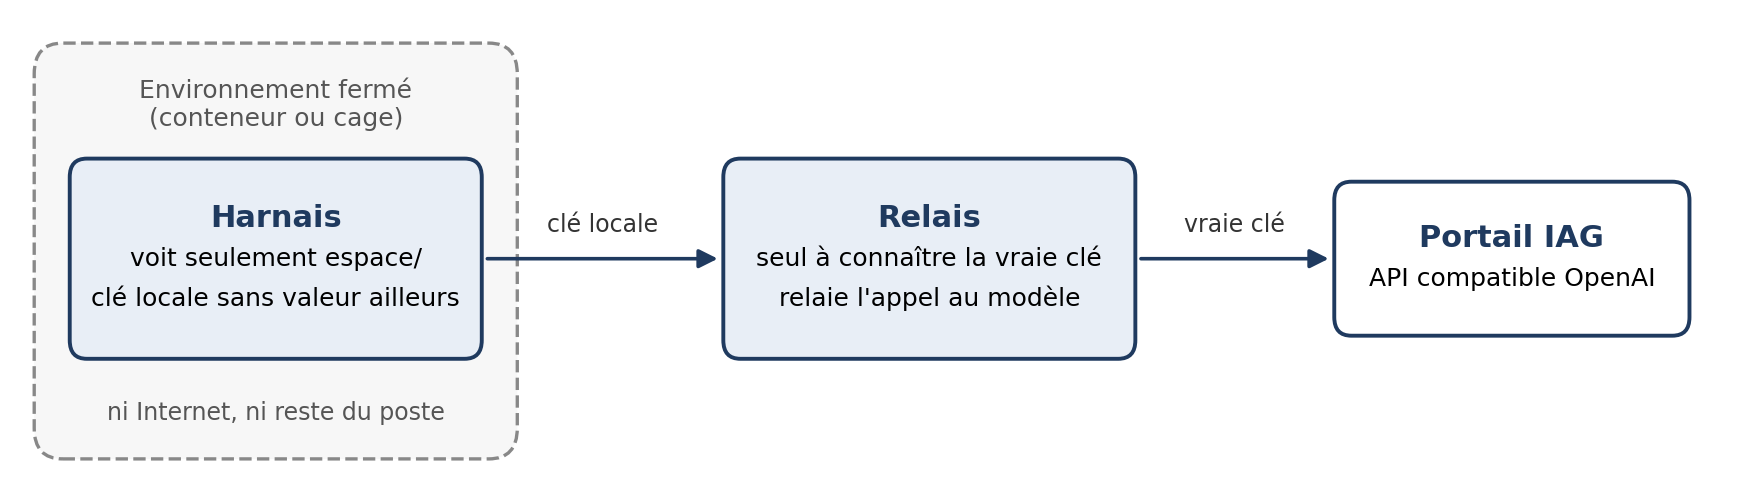 Environnement fermé
(conteneur ou cage)
Harnais
voit seulement espace/
clé locale sans valeur ailleurs
ni Internet, ni reste du poste
clé locale
Relais
seul à connaître la vraie clé
relaie l'appel au modèle
vraie clé
Portail IAG
API compatible OpenAI